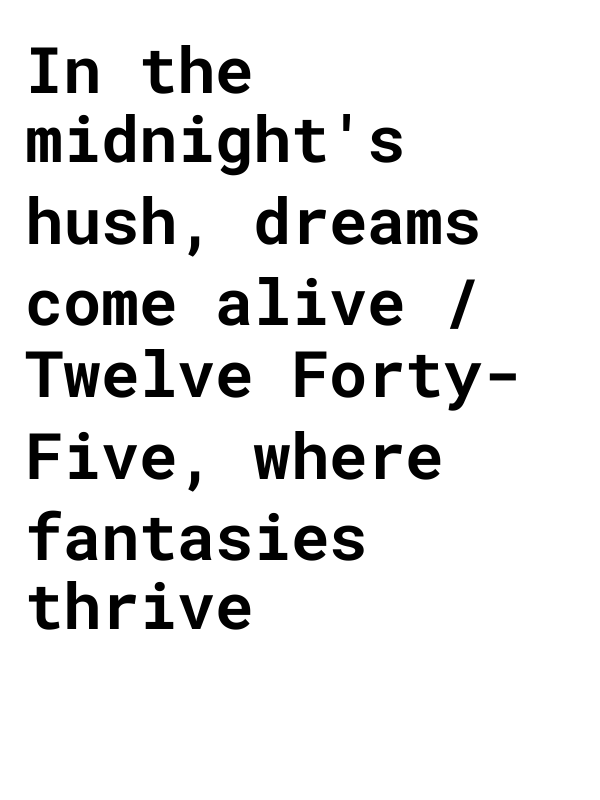 In the
midnight's
hush, dreams
come alive /
Twelve Forty-
Five, where
fantasies
thrive